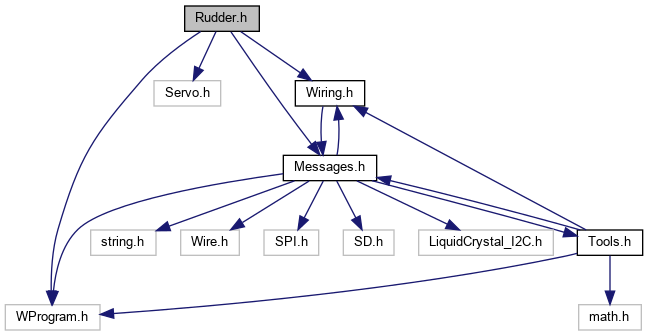 Rudder.h
Servo.h
Wiring.h
Messages.h
string.h
Wire.h
SPI.h
SD.h
LiquidCrystal_I2C.h
Tools.h
WProgram.h
math.h